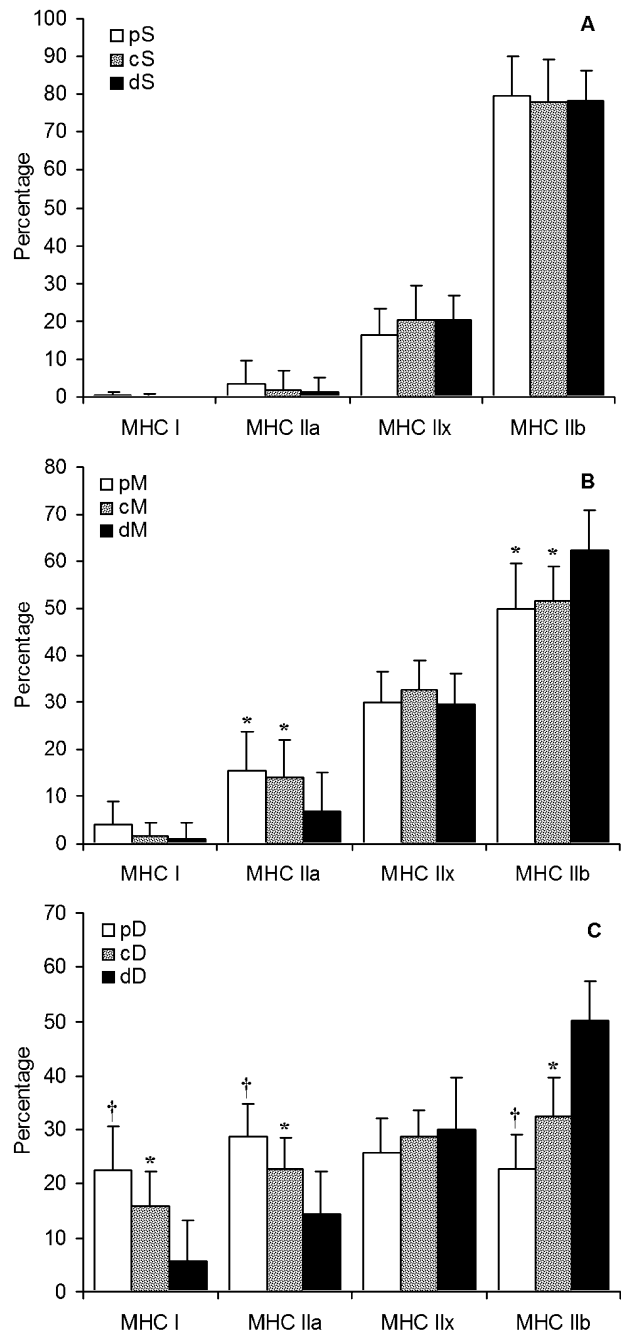 A
pS
cS
dS
Percentage
100
90
80
70
60
50
40
30
20
10
0
MHC I MHC IIa MHC IIx MHC IIb
B
pM
cM
dM
Percentage
80
70
60
50
40
30
20
10
0
* * * *
MHC I MHC IIa MHC IIx MHC IIb
C
pD
cD
dD
Percentage
70
60
50
40
30
20
10
0
† * † * † *
MHC I MHC IIa MHC IIx MHC IIb